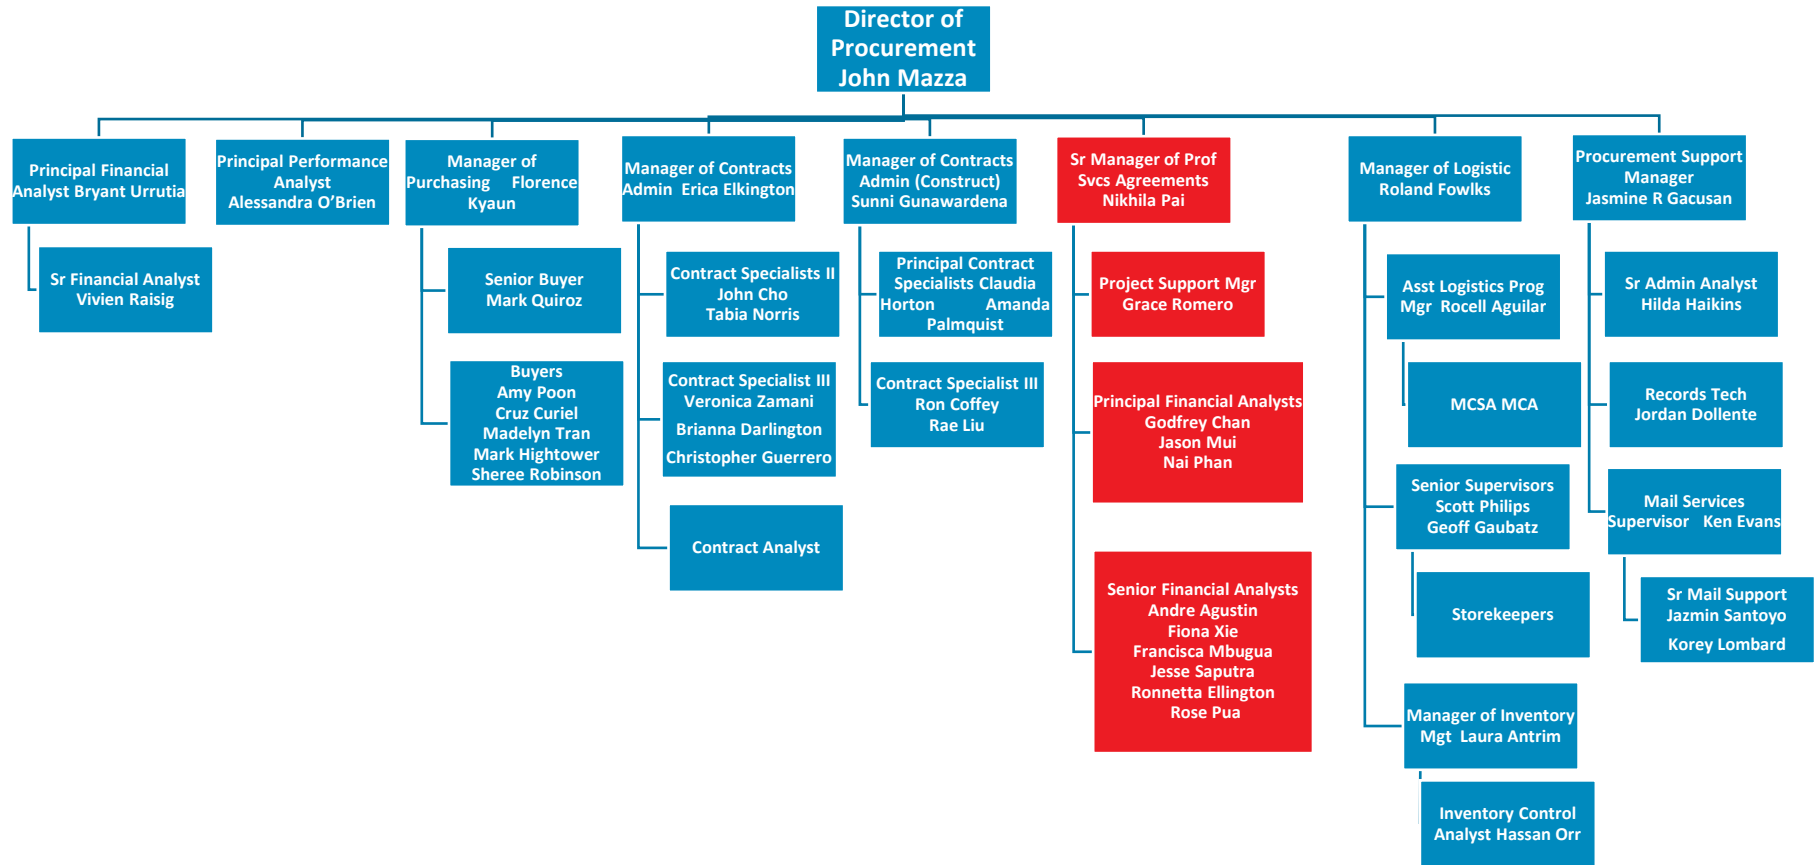 Director of
Procurement
John Mazza
Principal Financial
Analyst Bryant Urrutia
Sr Financial Analyst
Vivien Raisig
Principal Performance
Analyst
Alessandra O’Brien
Manager of
Purchasing Florence
Kyaun
Senior Buyer
Mark Quiroz
Buyers
Amy Poon
Cruz Curiel
Madelyn Tran
Mark Hightower
Sheree Robinson
Manager of Contracts
Admin Erica Elkington
Contract Specialists II
John Cho
Tabia Norris
Contract Specialist III
Veronica Zamani
Brianna Darlington
Christopher Guerrero
Contract Analyst
Manager of Contracts
Admin (Construct)
Sunni Gunawardena
Principal Contract
Specialists Claudia
Horton Amanda
Palmquist
Contract Specialist III
Ron Coffey
Rae Liu
Sr Manager of Prof
Svcs Agreements
Nikhila Pai
Project Support Mgr
Grace Romero
Principal Financial Analysts
Godfrey Chan
Jason Mui
Nai Phan
Senior Financial Analysts
Andre Agustin
Fiona Xie
Francisca Mbugua
Jesse Saputra
Ronnetta Ellington
Rose Pua
Manager of Logistic
Roland Fowlks
Asst Logistics Prog
Mgr Rocell Aguilar
MCSA MCA
Senior Supervisors
Scott Philips
Geoff Gaubatz
Storekeepers
Manager of Inventory
Mgt Laura Antrim
Inventory Control
Analyst Hassan Orr
Procurement Support
Manager
Jasmine R Gacusan
Sr Admin Analyst
Hilda Haikins
Records Tech
Jordan Dollente
Mail Services
Supervisor Ken Evans
Sr Mail Support
Jazmin Santoyo
Korey Lombard